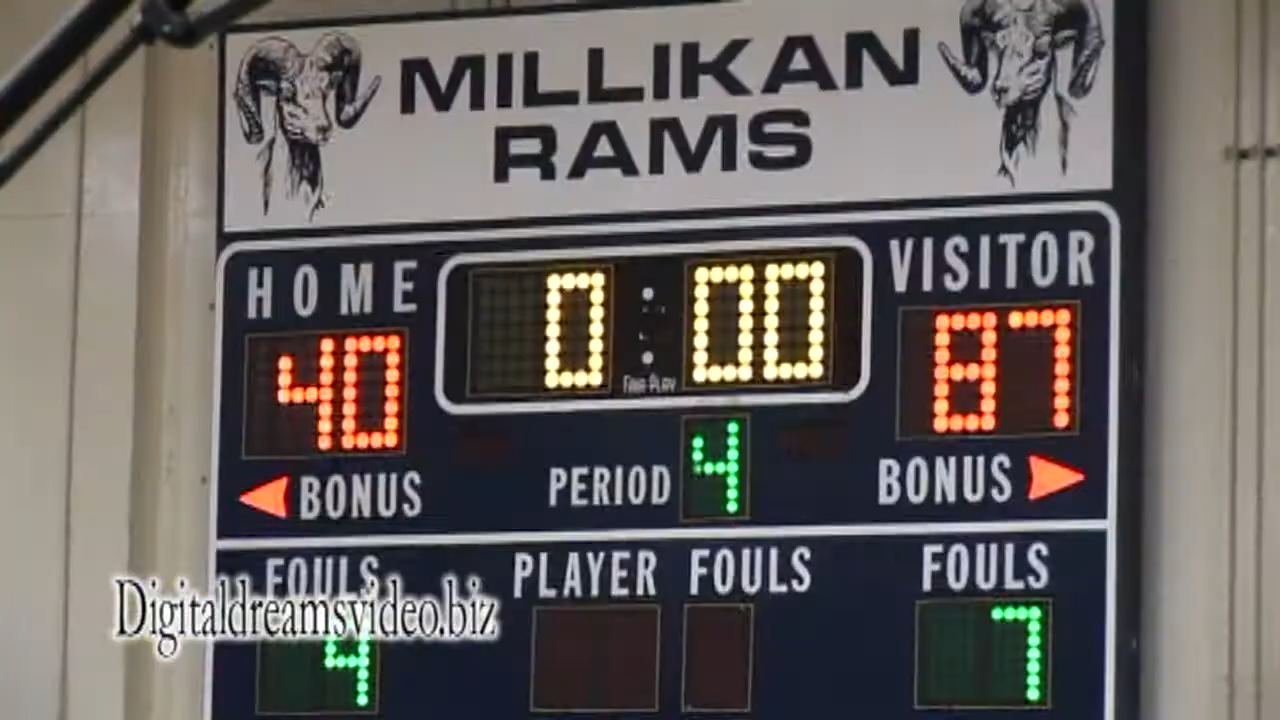 MILLIKAN
RAMS
HOME
0:00
VISITOR
40
87
FAIR-PLAY
BONUS
PERIOD 4
BONUS
FOULS
PLAYER FOULS
FOULS
Digitaldreamsvideo.biz
4
7